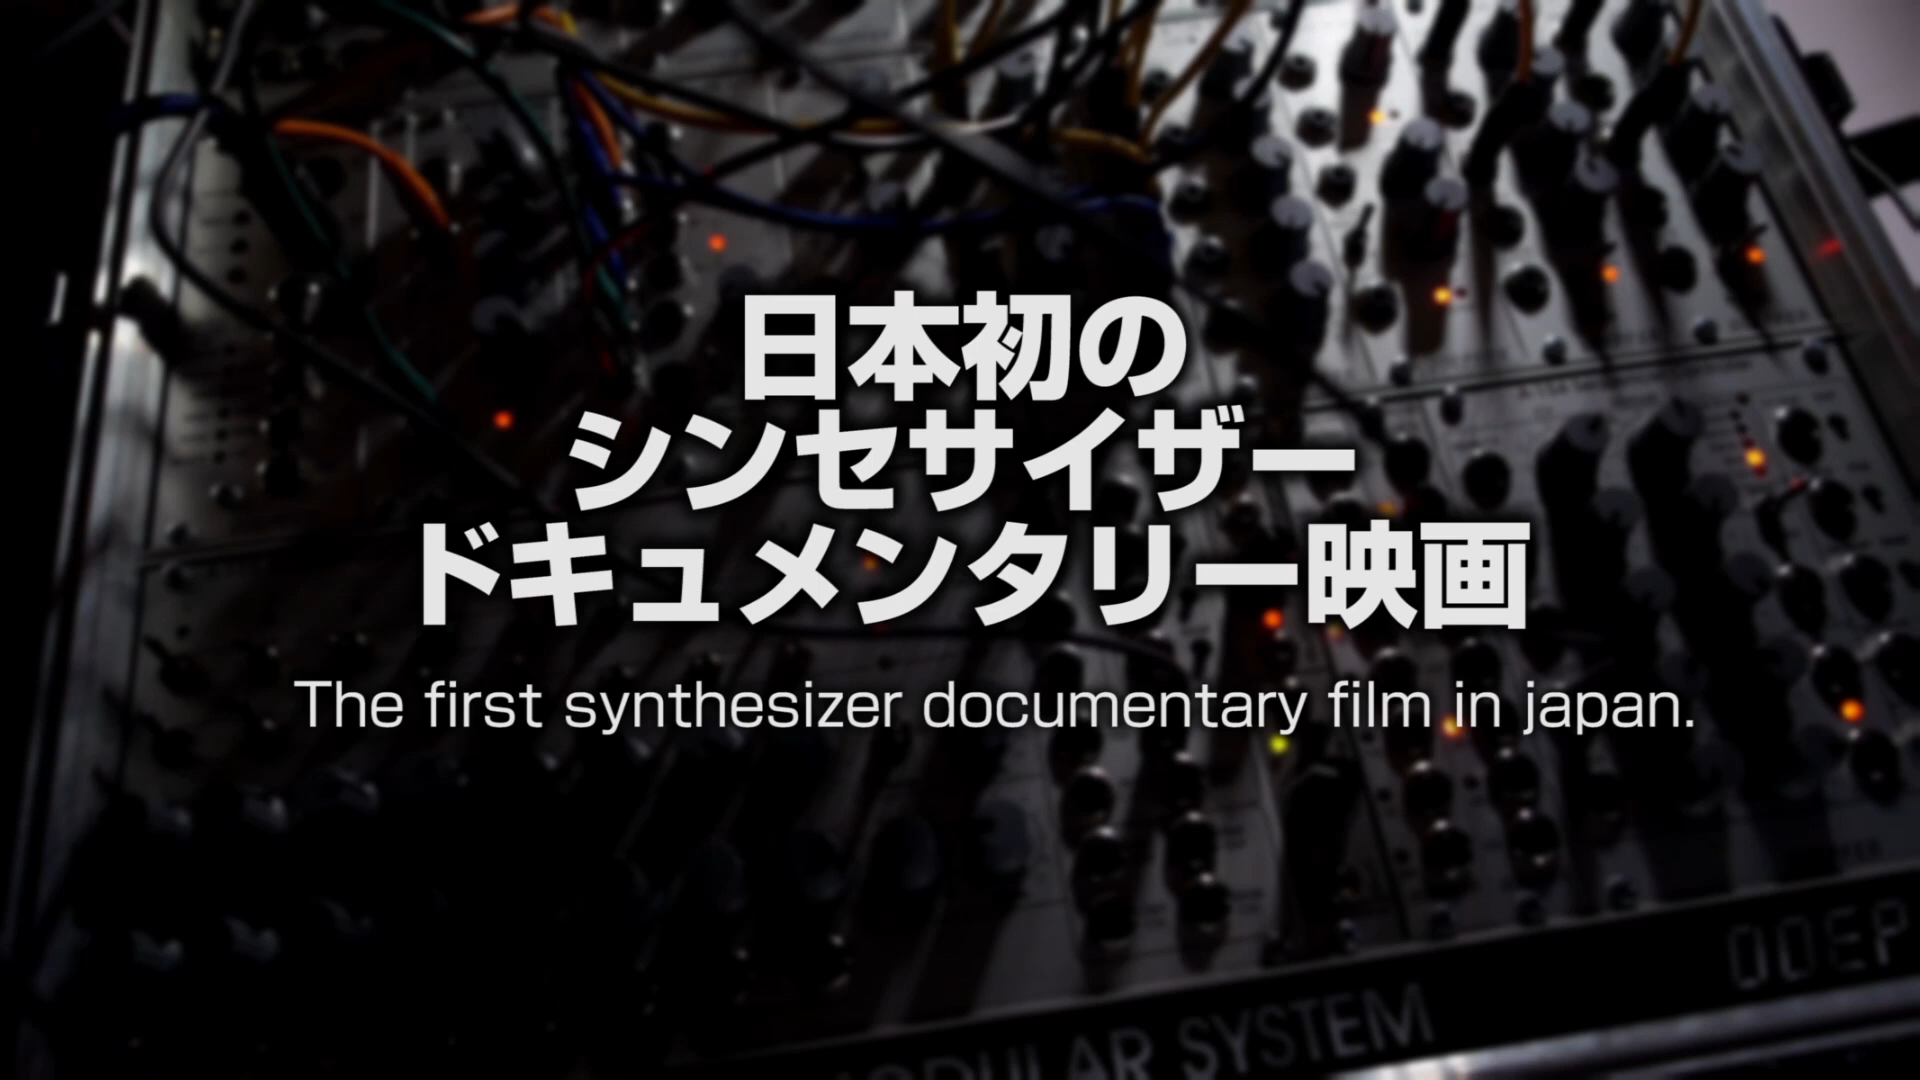 日本初の
シンセサイザー
ドキュメンタリー映画
The first synthesizer documentary film in japan.
SYSTEM